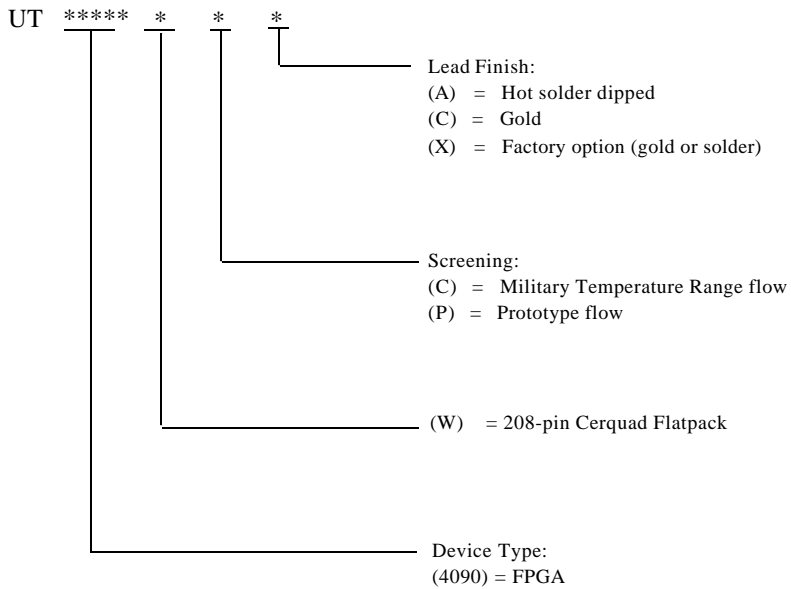 UT ***** * * *
Lead Finish:
(A) = Hot solder dipped
(C) = Gold
(X) = Factory option (gold or solder)
Screening:
(C) = Military Temperature Range flow
(P) = Prototype flow
(W) = 208-pin Cerquad Flatpack
Device Type:
(4090) = FPGA